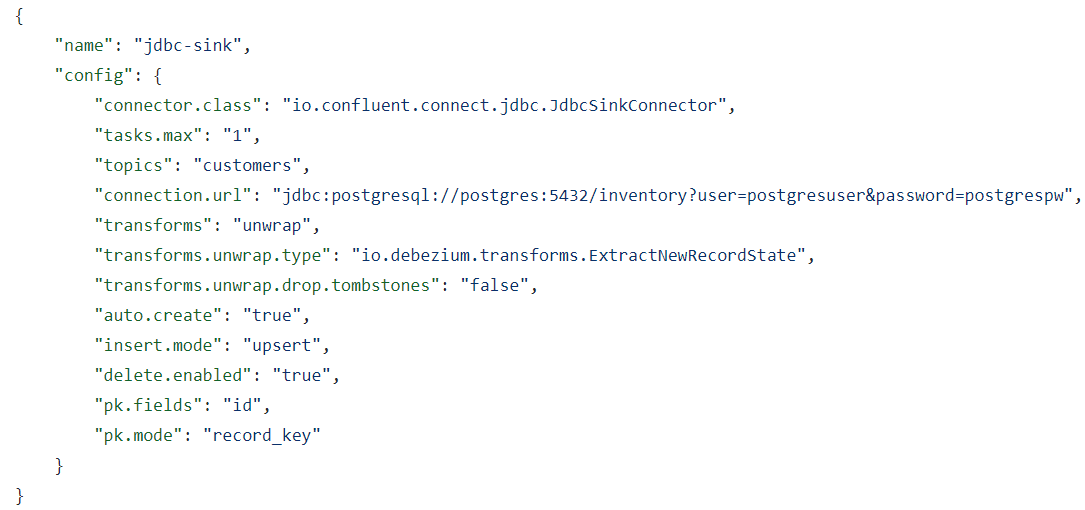 {
    "name": "jdbc-sink",
    "config": {
        "connector.class": "io.confluent.connect.jdbc.JdbcSinkConnector",
        "tasks.max": "1",
        "topics": "customers",
        "connection.url": "jdbc:postgresql://postgres:5432/inventory?user=postgresuser&password=postgrespw",
        "transforms": "unwrap",
        "transforms.unwrap.type": "io.debezium.transforms.ExtractNewRecordState",
        "transforms.unwrap.drop.tombstones": "false",
        "auto.create": "true",
        "insert.mode": "upsert",
        "delete.enabled": "true",
        "pk.fields": "id",
        "pk.mode": "record_key"
    }
}